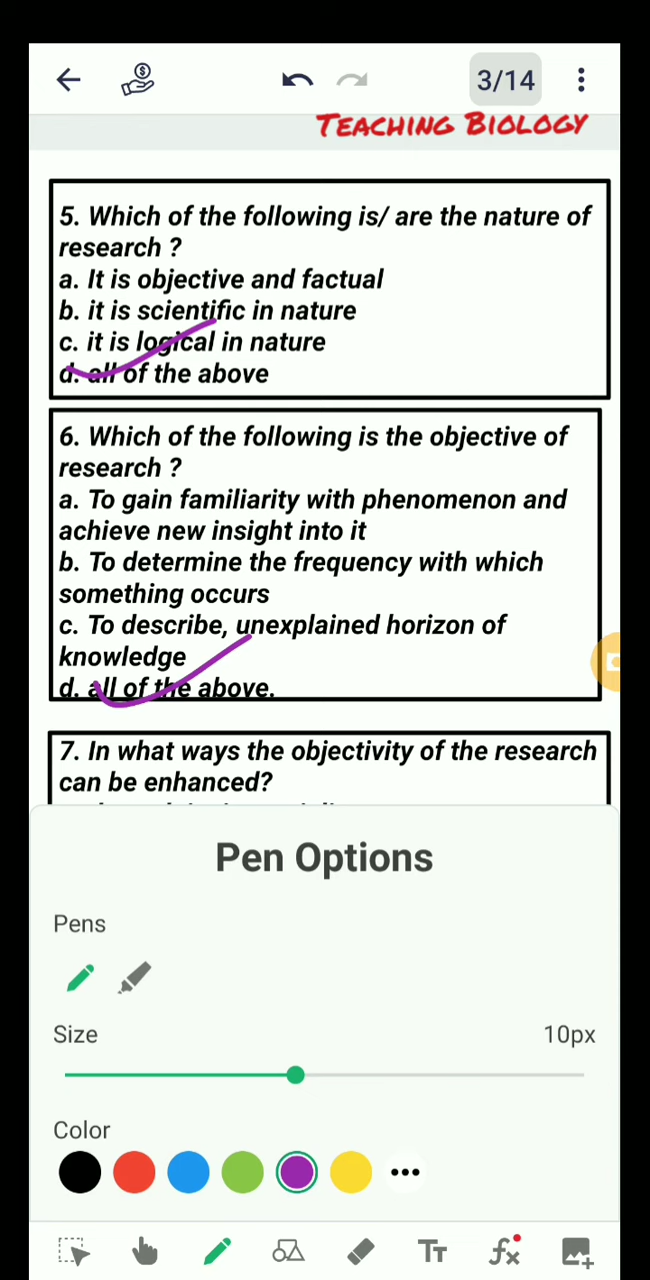 3/14
TEACHING BIOLOGY
5. Which of the following is/ are the nature of
research ?
a. It is objective and factual
b. it is scientific in nature
c. it is logical in nature
d. all of the above
6. Which of the following is the objective of
research ?
a. To gain familiarity with phenomenon and
achieve new insight into it
b. To determine the frequency with which
something occurs
c. To describe, unexplained horizon of
knowledge
d. all of the above.
7. In what ways the objectivity of the research
can be enhanced?
Pen Options
Pens
Size 10px
Color
TT fx